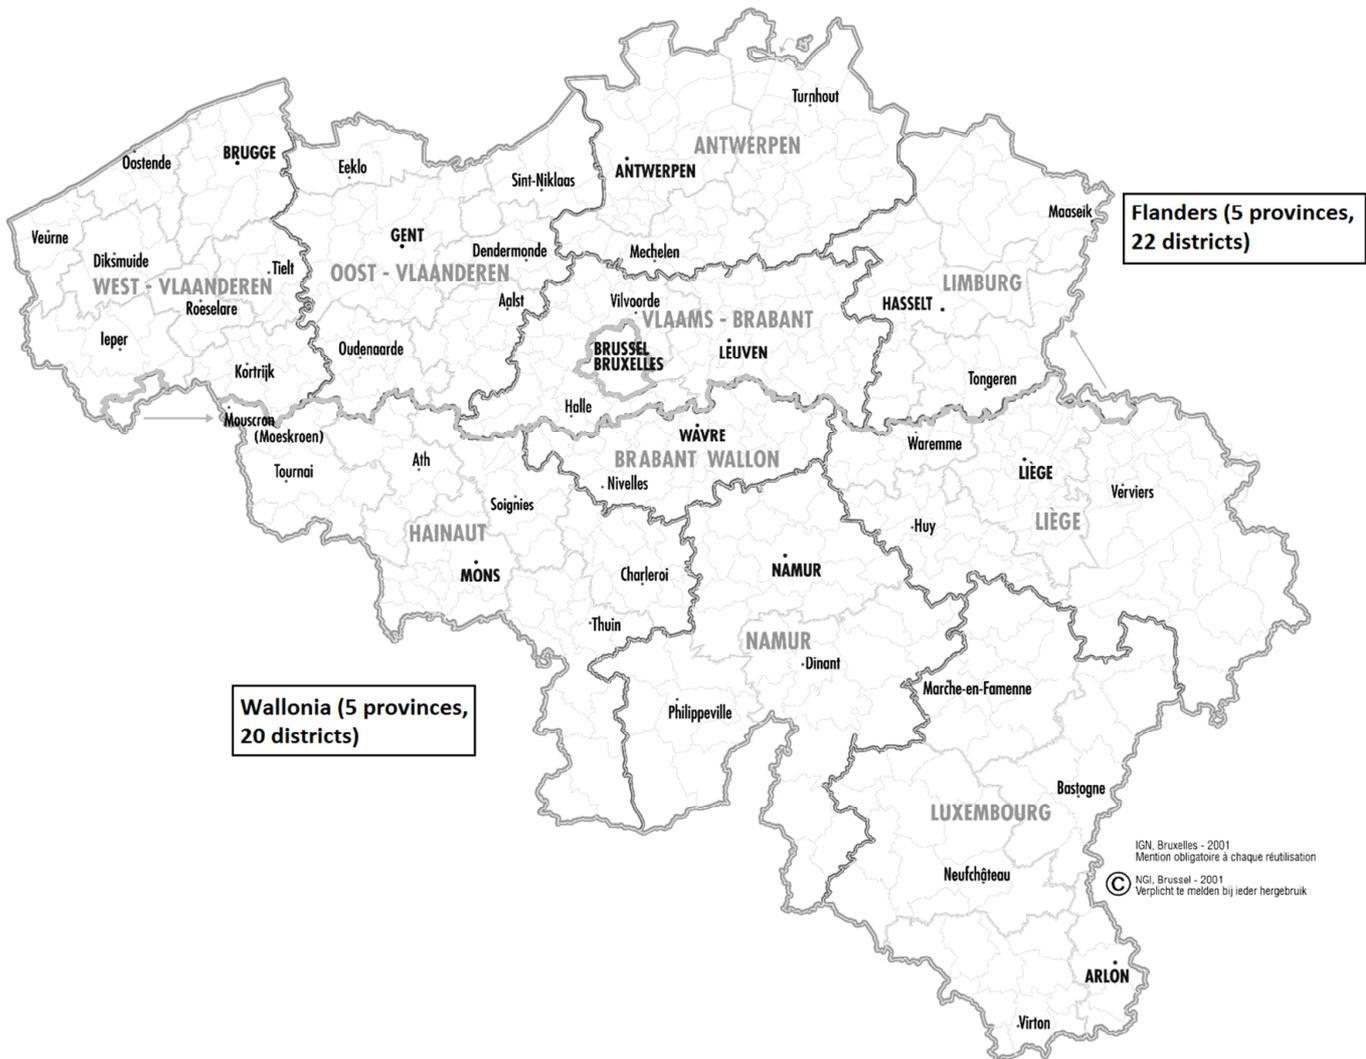 Turnhout
ANTWERPEN
Oostende
BRUGGE
Eeklo
ANTWERPEN
Sint-Niklaas
Maaseik
Flanders (5 provinces,
22 districts)
Veurne
GENT
Dendermonde
Mechelen
Diksmuide
Tielt
OOST - VLAANDEREN
WEST - VLAANDEREN
LIMBURG
Roeselare
Aalst
Vilvoorde
HASSELT
VLAAMS - BRABANT
Ieper
Oudenaarde
BRUSSEL
BRUXELLES
LEUVEN
Kortrijk
Tongeren
Halle
Mouscron
(Moeskroen)
WAVRE
Waremme
BRABANT WALLON
Tournai
Ath
LIÈGE
Nivelles
Verviers
Soignies
HAINAUT
Huy
LIÈGE
MONS
Charleroi
NAMUR
Thuin
NAMUR
Dinant
Marche-en-Famenne
Wallonia (5 provinces,
20 districts)
Philippeville
Bastogne
LUXEMBOURG
IGN, Bruxelles - 2001
Mention obligatoire à chaque réutilisation
Neufchâteau
© NGI, Brussel - 2001
Verplicht te melden bij ieder hergebruik
ARLON
Virton